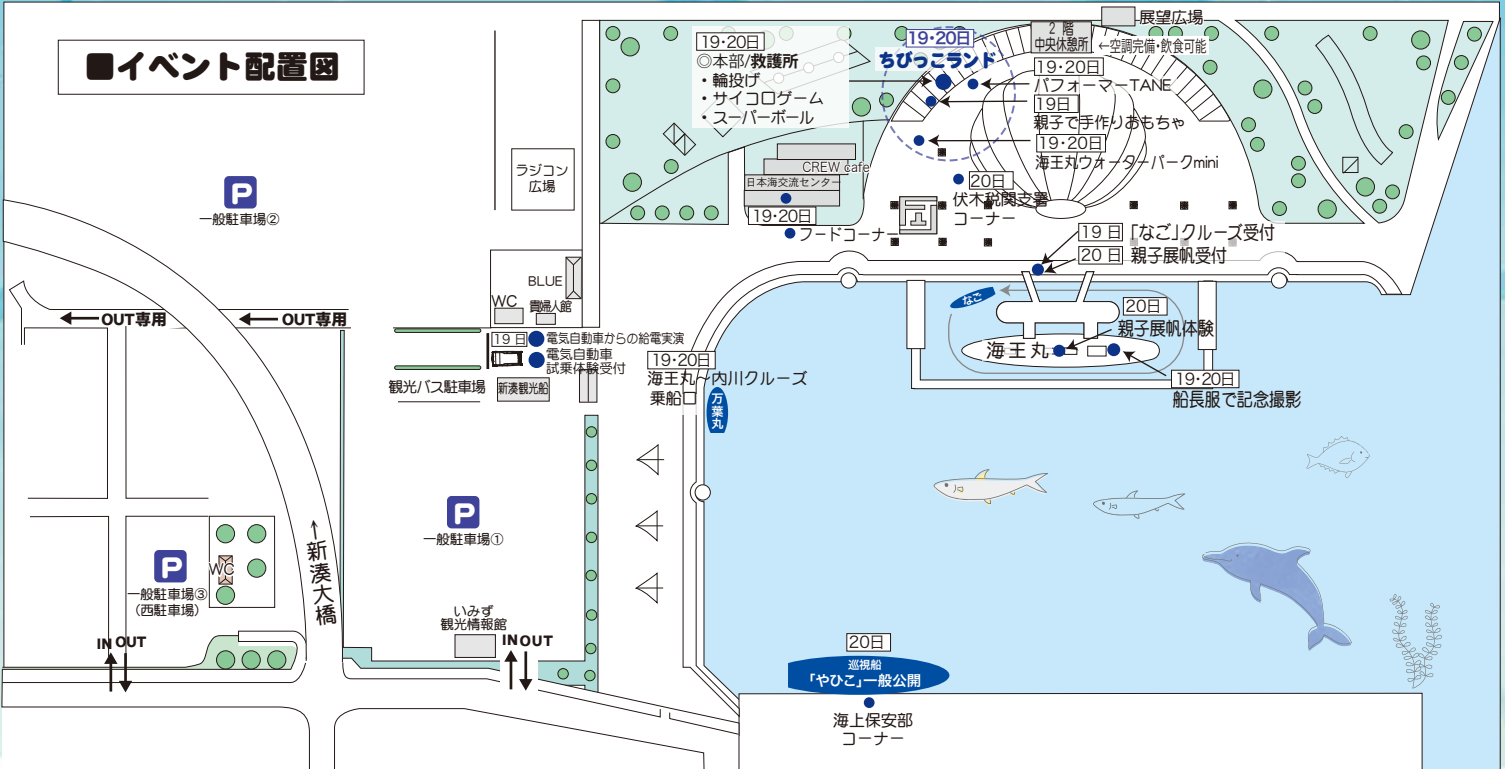 ■イベント配置図
展望広場
2 階
中央休憩所
←空調完備・飲食可能
19・20日
◎本部/救護所
・輪投げ
・サイコロゲーム
・スーパーボール
19・20日
ちびっこランド
19・20日
パフォーマーTANE
19日
親子で手作りおもちゃ
19・20日
海王丸ウォーターパークmini
CREW cafe
日本海交流センター
19・20日
フードコーナー
20日
伏木税関支署
コーナー
19 日 「なご」クルーズ受付
20 日 親子展帆受付
なご
20日
親子展帆体験
海王丸
19・20日
船長服で記念撮影
ラジコン
広場
P
一般駐車場②
BLUE
WC
貴婦人館
OUT専用
OUT専用
19 日
電気自動車からの給電実演
電気自動車
試乗体験受付
観光バス駐車場
新湊観光船
19・20日
海王丸～内川クルーズ
乗船
万葉丸
P
一般駐車場①
←新湊大橋
P
一般駐車場③
(西駐車場)
WC
IN OUT
いみず
観光情報館
IN OUT
20日
巡視船
「やひこ」一般公開
海上保安部
コーナー